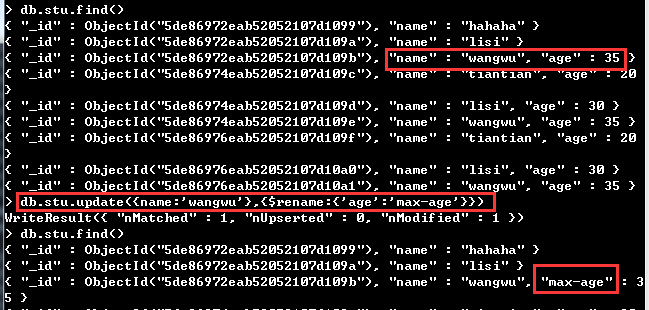 > db.stu.find()
{ "_id" : ObjectId("5de86972eab52052107d1099"), "name" : "hahaha" }
{ "_id" : ObjectId("5de86972eab52052107d109a"), "name" : "lisi" }
{ "_id" : ObjectId("5de86972eab52052107d109b"), "name" : "wangwu", "age" : 35 }
{ "_id" : ObjectId("5de86974eab52052107d109c"), "name" : "tiantian", "age" : 20
}
{ "_id" : ObjectId("5de86974eab52052107d109d"), "name" : "lisi", "age" : 30 }
{ "_id" : ObjectId("5de86974eab52052107d109e"), "name" : "wangwu", "age" : 35 }
{ "_id" : ObjectId("5de86976eab52052107d109f"), "name" : "tiantian", "age" : 20
}
{ "_id" : ObjectId("5de86976eab52052107d10a0"), "name" : "lisi", "age" : 30 }
{ "_id" : ObjectId("5de86976eab52052107d10a1"), "name" : "wangwu", "age" : 35 }
> db.stu.update({name:'wangwu'},{$rename:{'age':'max-age'}})
WriteResult({ "nMatched" : 1, "nUpserted" : 0, "nModified" : 1 })
> db.stu.find()
{ "_id" : ObjectId("5de86972eab52052107d1099"), "name" : "hahaha" }
{ "_id" : ObjectId("5de86972eab52052107d109a"), "name" : "lisi" }
{ "_id" : ObjectId("5de86972eab52052107d109b"), "name" : "wangwu", "max-age" : 3
5 }